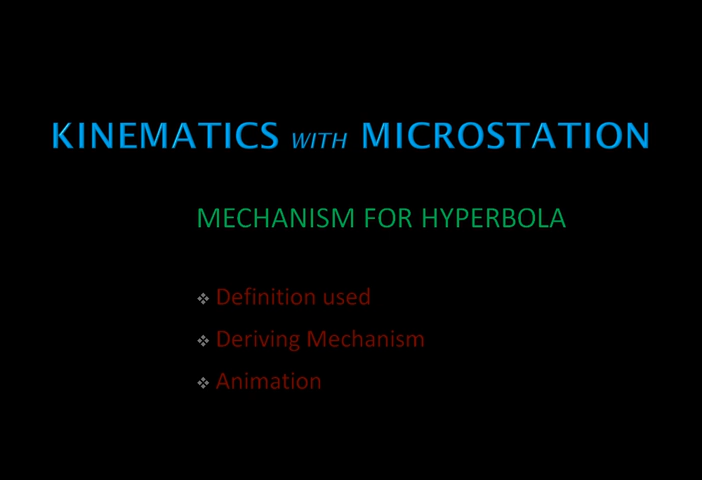 KINEMATICS WITH MICROSTATION
MECHANISM FOR HYPERBOLA
❖ Definition used
❖ Deriving Mechanism
❖ Animation